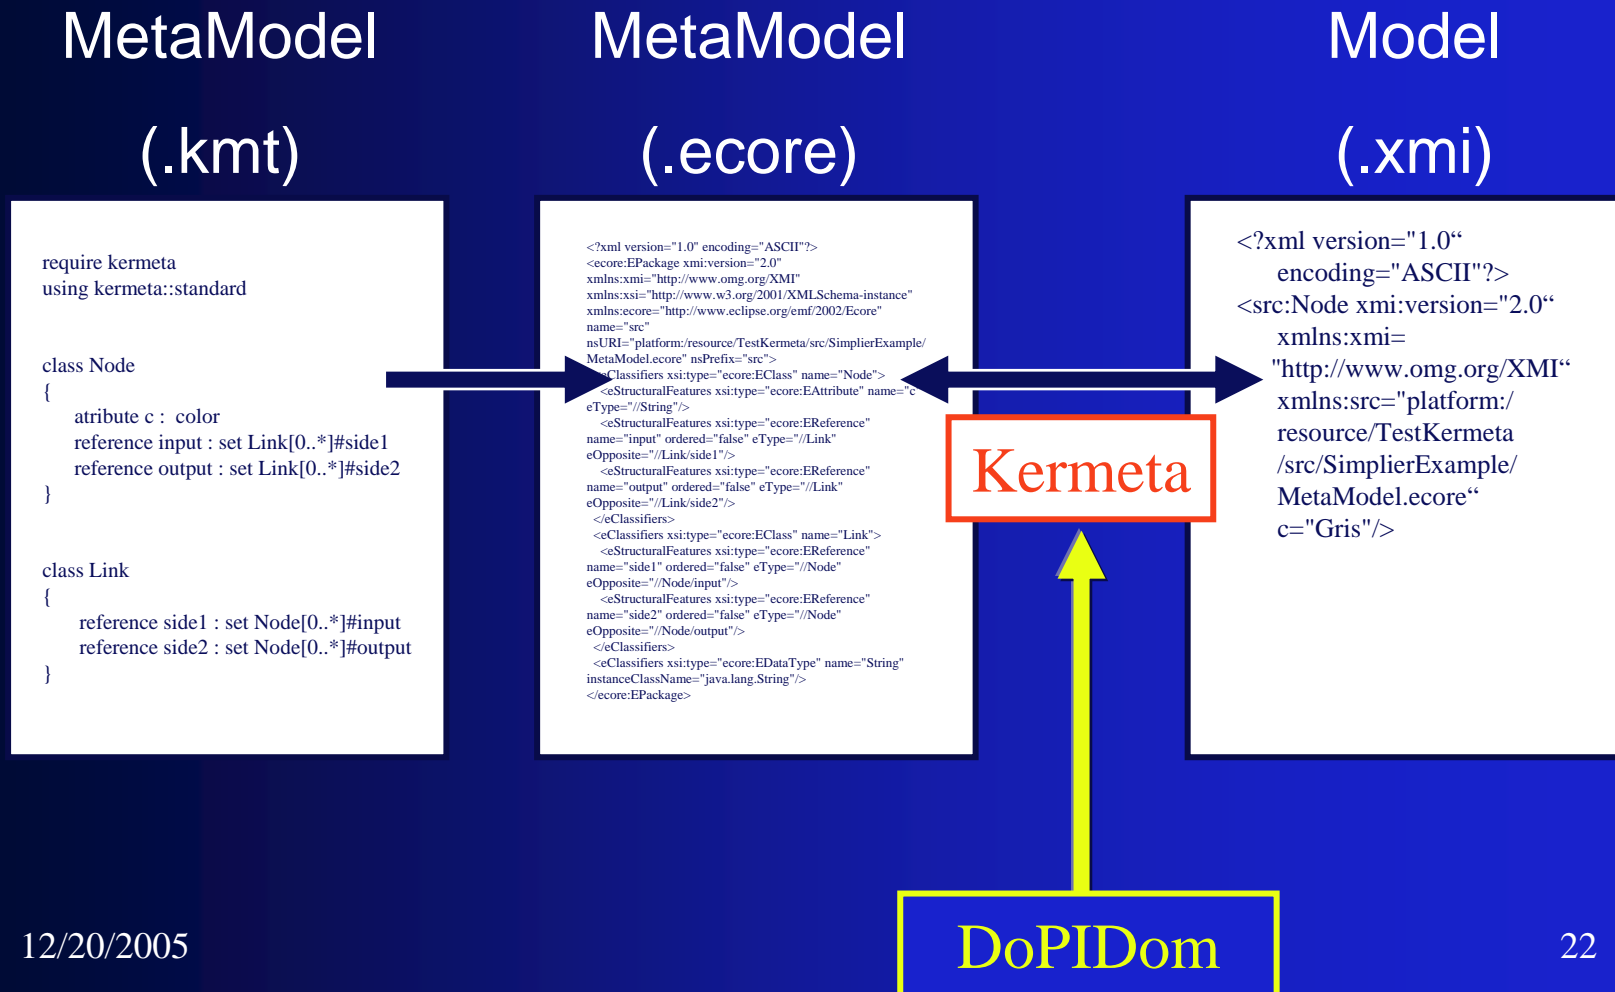 MetaModel
(.kmt)
MetaModel
(.ecore)
Model
(.xmi)
require kermeta
using kermeta::standard
class Node
{
atribute c : color
reference input : set Link[0..*]#side1
reference output : set Link[0..*]#side2
}
class Link
{
reference side1 : set Node[0..*]#input
reference side2 : set Node[0..*]#output
}
<?xml version="1.0" encoding="ASCII"?>
<ecore:EPackage xmi:version="2.0"
xmlns:xmi="http://www.omg.org/XMI"
xmlns:xsi="http://www.w3.org/2001/XMLSchema-instance"
xmlns:ecore="http://www.eclipse.org/emf/2002/Ecore"
name="src"
nsURI="platform:/resource/TestKermeta/src/SimplierExample/
MetaModel.ecore" nsPrefix="src">
eClassifiers xsi:type="ecore:EClass" name="Node">
<eStructuralFeatures xsi:type="ecore:EAttribute" name="c"
eType="//String"/>
<eStructuralFeatures xsi:type="ecore:EReference"
name="input" ordered="false" eType="//Link"
eOpposite="//Link/side1"/>
<eStructuralFeatures xsi:type="ecore:EReference"
name="output" ordered="false" eType="//Link"
eOpposite="//Link/side2"/>
</eClassifiers>
<eClassifiers xsi:type="ecore:EClass" name="Link">
<eStructuralFeatures xsi:type="ecore:EReference"
name="side1" ordered="false" eType="//Node"
eOpposite="//Node/input"/>
<eStructuralFeatures xsi:type="ecore:EReference"
name="side2" ordered="false" eType="//Node"
eOpposite="//Node/output"/>
</eClassifiers>
<eClassifiers xsi:type="ecore:EDataType" name="String"
instanceClassName="java.lang.String"/>
</ecore:EPackage>
<?xml version="1.0“
encoding="ASCII"?>
<src:Node xmi:version="2.0“
xmlns:xmi=
"http://www.omg.org/XMI“
xmlns:src="platform:/
resource/TestKermeta
/src/SimplierExample/
MetaModel.ecore“
c="Gris"/>
Kermeta
DoPIDom
12/20/2005
22